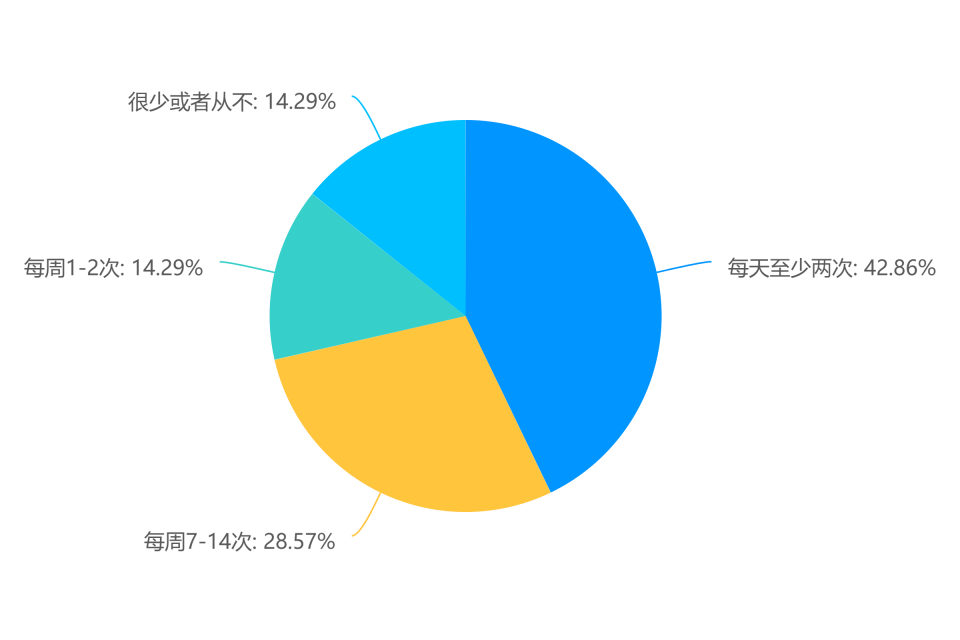 很少或者从不: 14.29%
每周1-2次: 14.29%
每天至少两次: 42.86%
每周7-14次: 28.57%